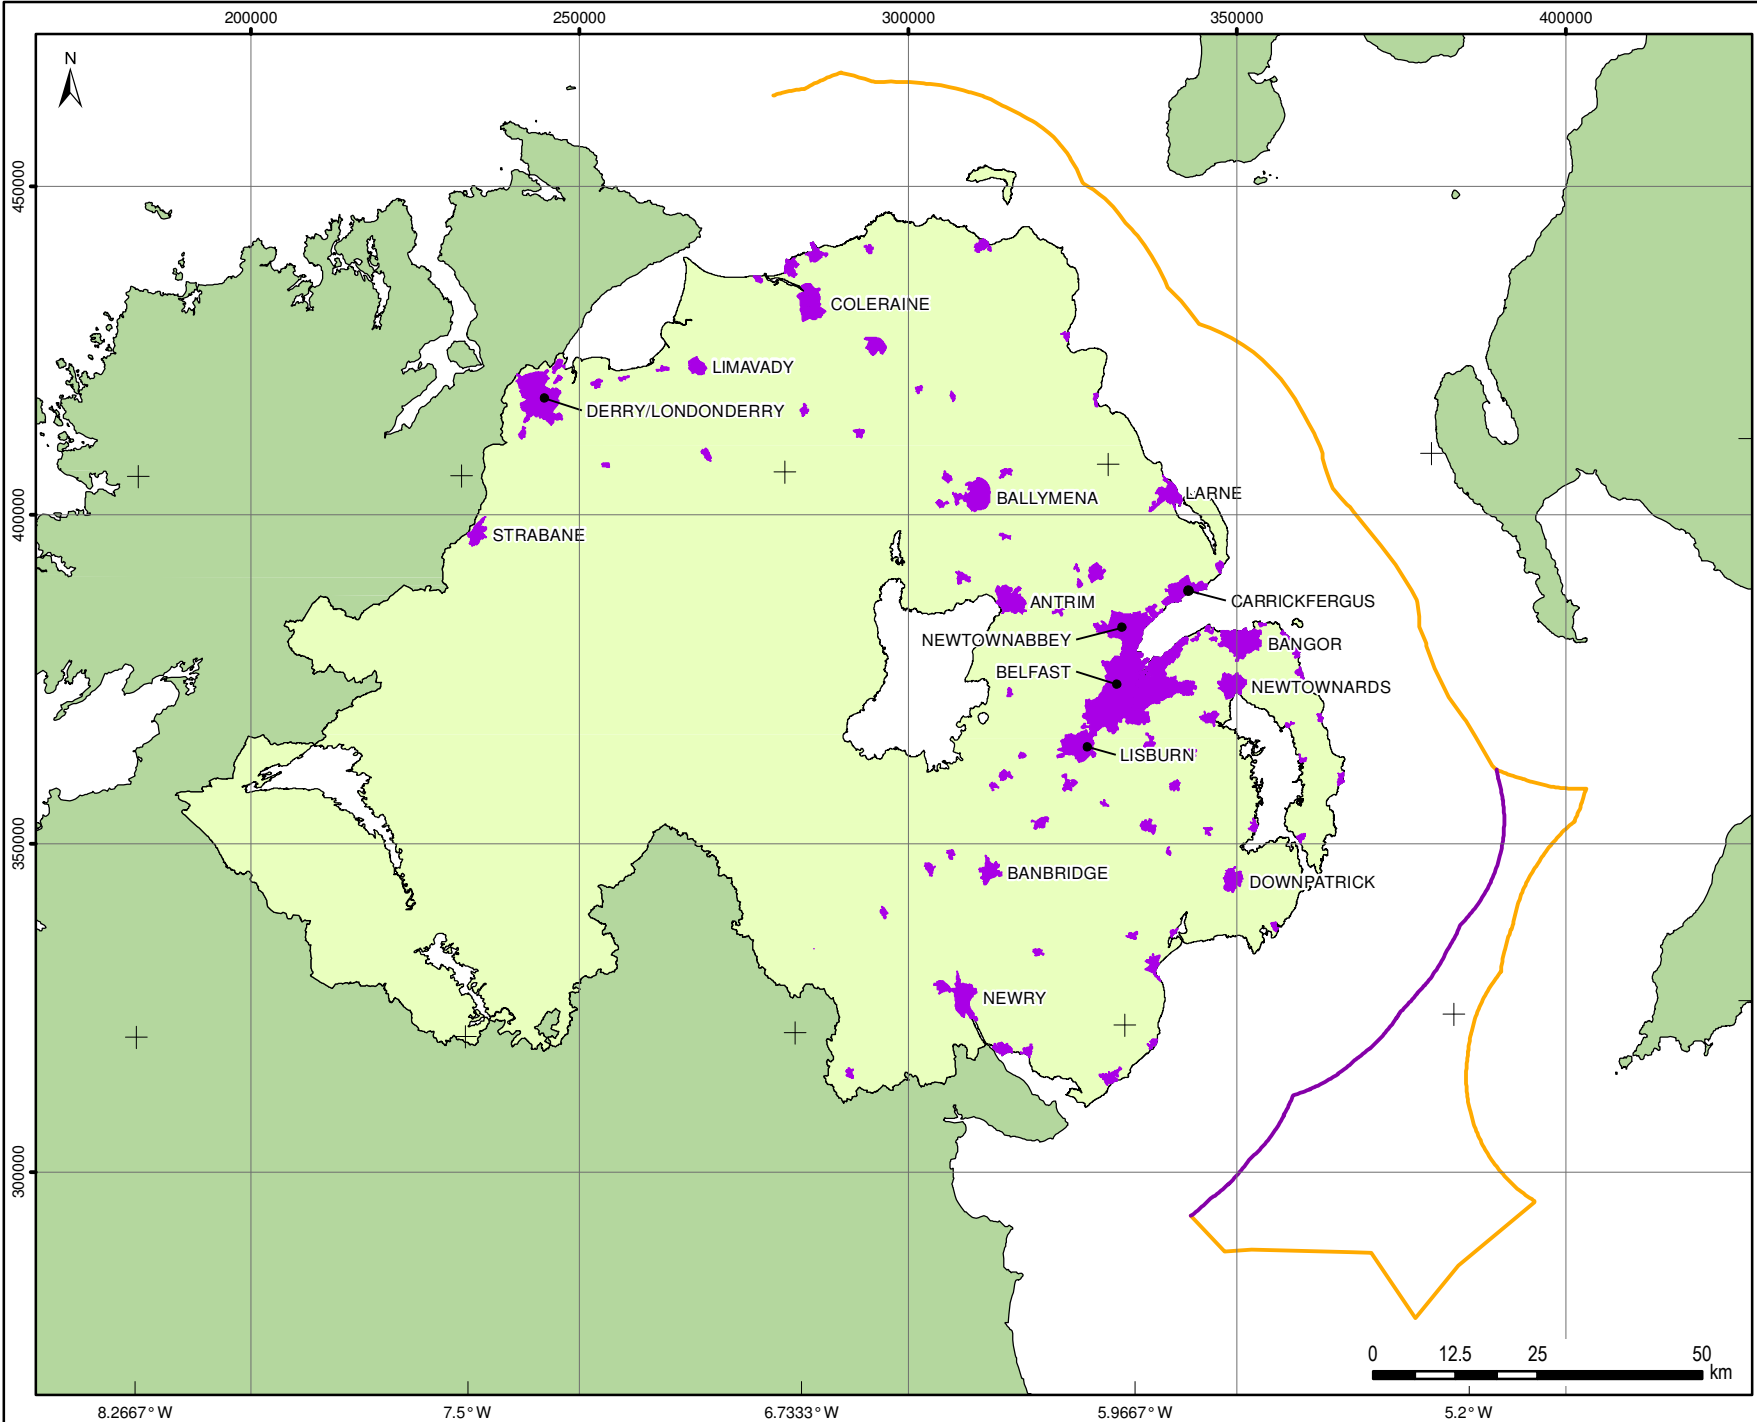 200000
250000
300000
350000
400000
N
450000
COLERAINE
LIMAVADY
DERRY/LONDONDERRY
BALLYMENA
LARNE
400000
STRABANE
ANTRIM
CARRICKFERGUS
NEWTOWNABBEY
BANGOR
BELFAST
NEWTOWNARDS
LISBURN
350000
BANBRIDGE
DOWNPATRICK
NEWRY
300000
0 12.5 25 50
km
8.2667° W
7.5° W
6.7333° W
5.9667° W
5.2° W